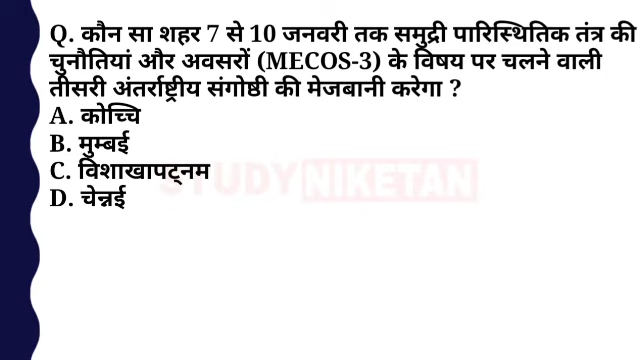 Q. कौन सा शहर 7 से 10 जनवरी तक समुद्री पारिस्थितिक तंत्र की
चुनौतियां और अवसरों (MECOS-3) के विषय पर चलने वाली
तीसरी अंतर्राष्ट्रीय संगोष्ठी की मेजबानी करेगा ?
A. कोच्चि
B. मुम्बई
C. विशाखापट्नम
D. चेन्नई
STUDY NIKETAN